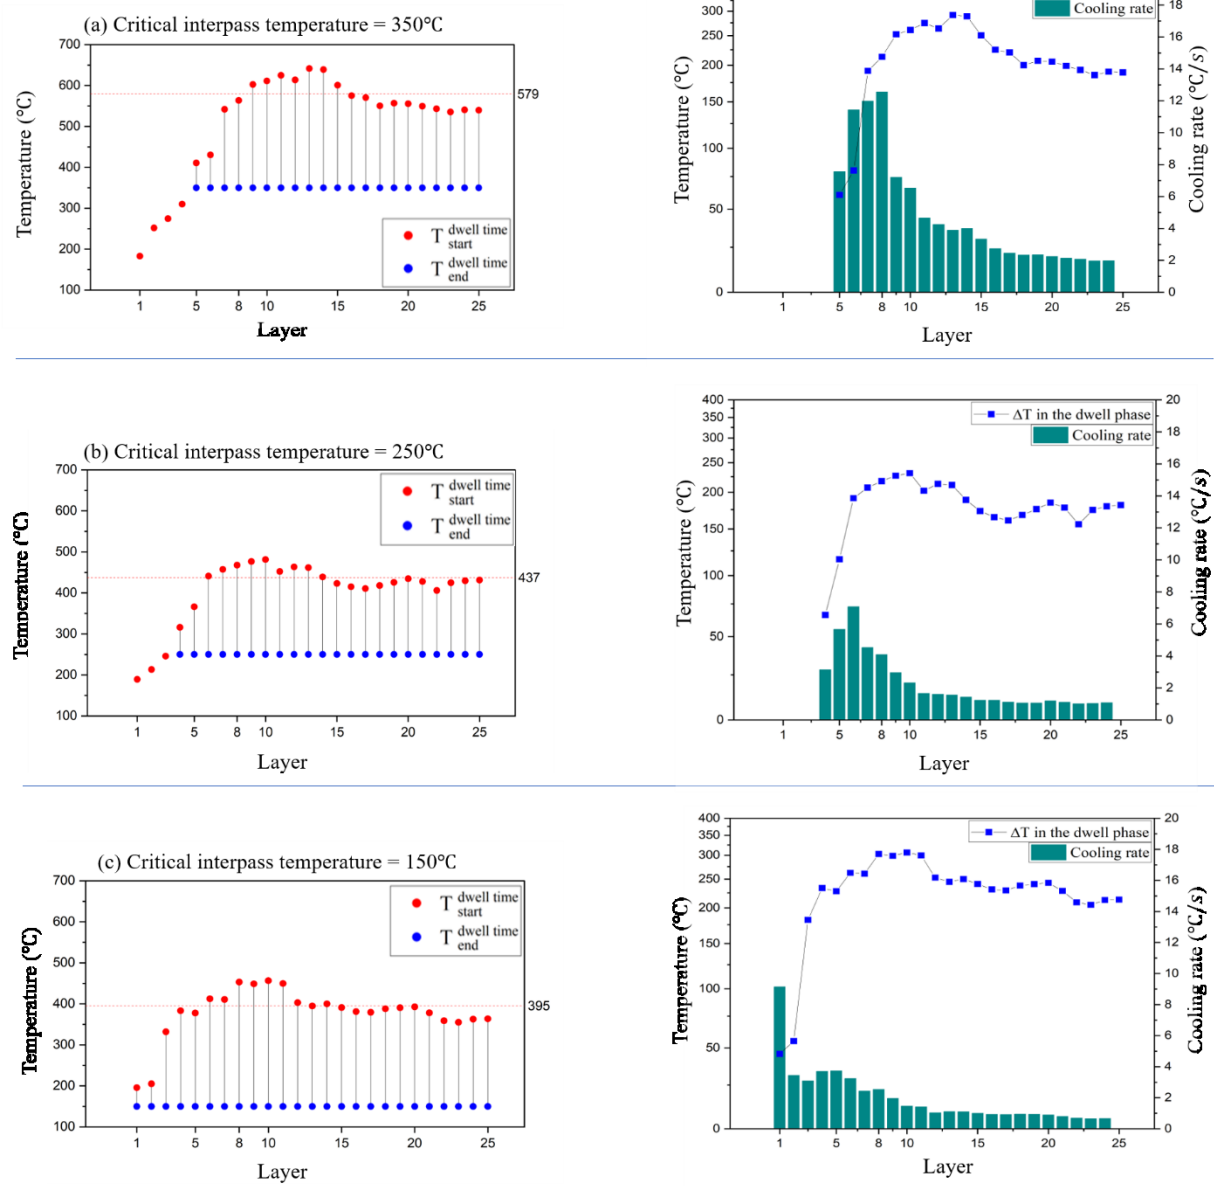 (a) Critical interpass temperature = 350℃
700
600
500
400
300
200
100
579
Temperature (℃)
T dwell time
start
T dwell time
end
1 5 8 10 15 20 25
Layer
300
250
200
150
100
50
0
Temperature (℃)
Cooling rate
18
16
14
12
10
8
6
4
2
0
Cooling rate (℃/s)
1 5 8 10 15 20 25
Layer
(b) Critical interpass temperature = 250℃
700
600
500
400
300
200
100
437
Temperature (℃)
T dwell time
start
T dwell time
end
1 5 8 10 15 20 25
Layer
400
350
300
250
200
150
100
50
0
Temperature (℃)
ΔT in the dwell phase
Cooling rate
20
18
16
14
12
10
8
6
4
2
0
Cooling rate (℃/s)
1 5 8 10 20 25
Layer
(c) Critical interpass temperature = 150℃
700
600
500
400
300
200
100
395
Temperature (℃)
T dwell time
start
T dwell time
end
1 5 8 10 15 20 25
Layer
400
350
300
250
200
150
100
50
0
Temperature (℃)
ΔT in the dwell phase
Cooling rate
20
18
16
14
12
10
8
6
4
2
0
Cooling rate (℃/s)
1 5 8 10 15 20 25
Layer